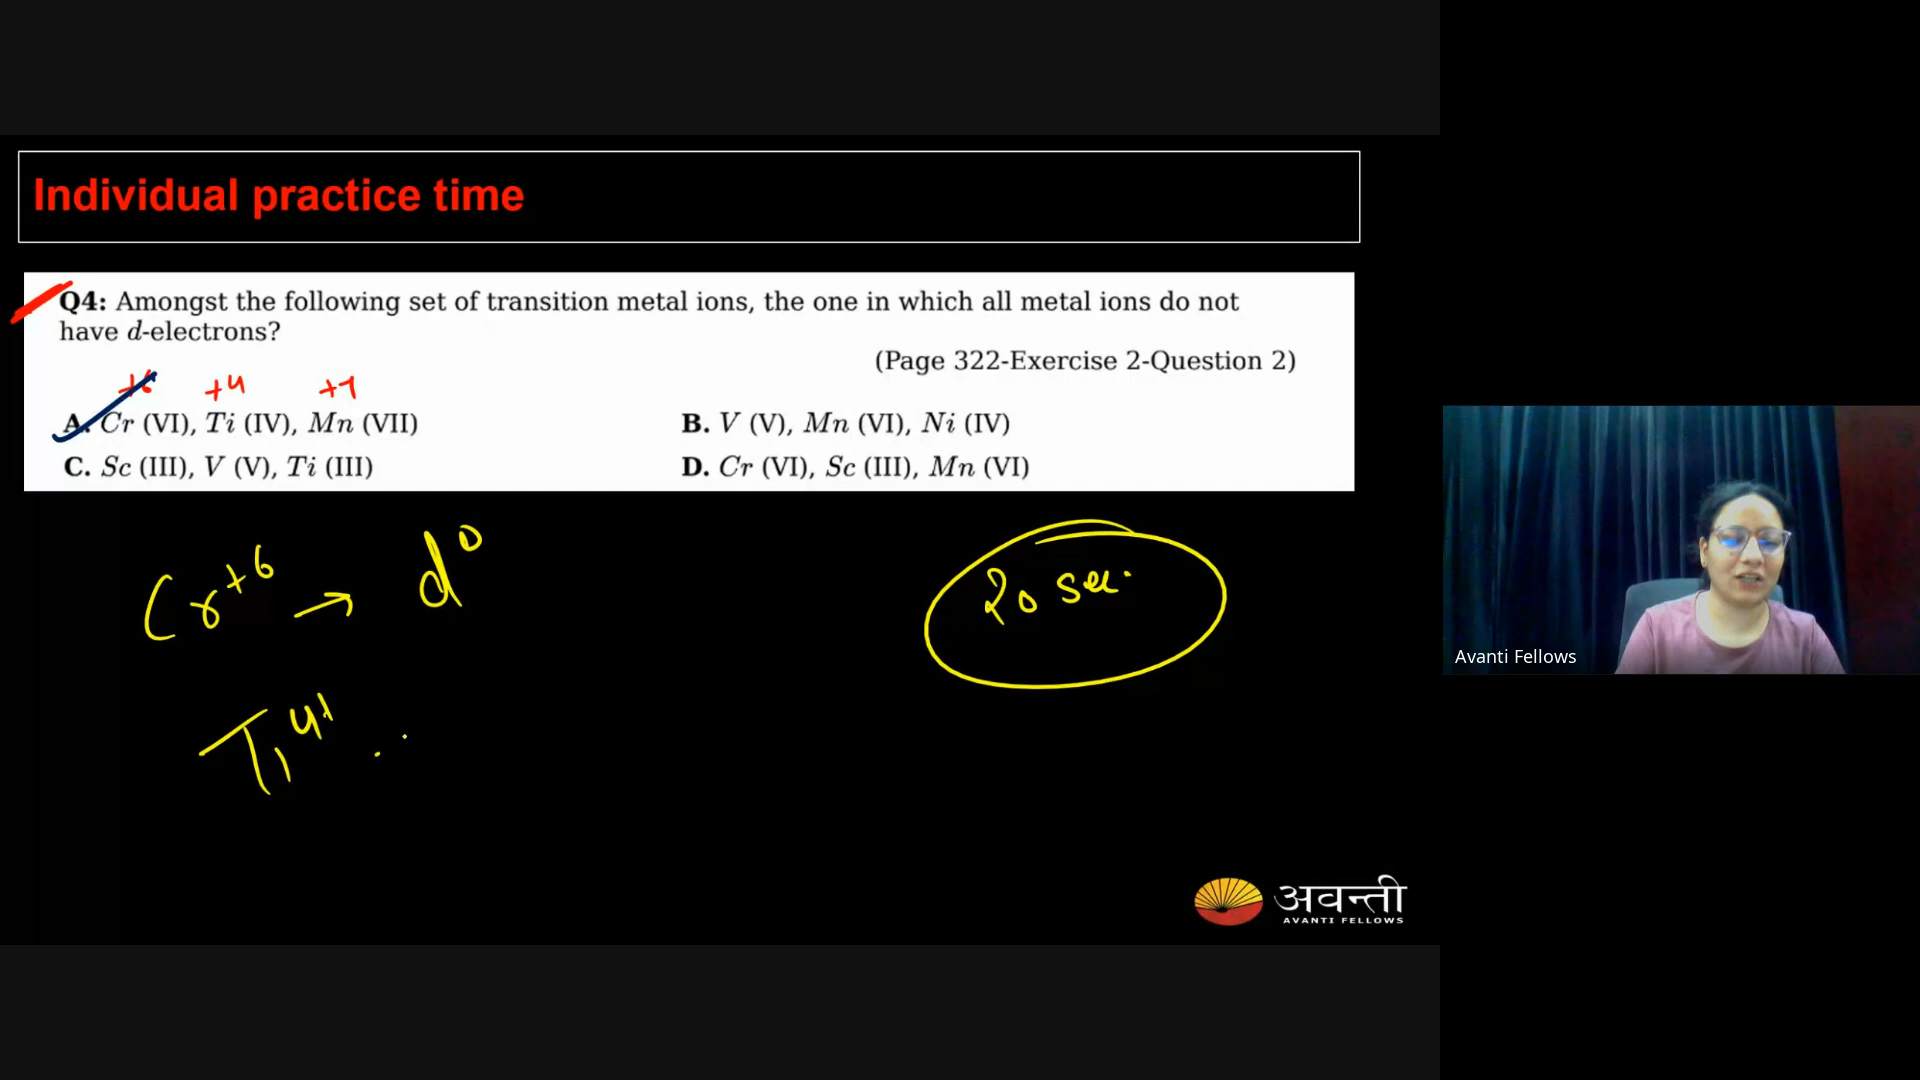 Individual practice time
Q4: Amongst the following set of transition metal ions, the one in which all metal ions do not
have d-electrons?
(Page 322-Exercise 2-Question 2)
+6 +4 +7
A. Cr (VI), Ti (IV), Mn (VII)
B. V (V), Mn (VI), Ni (IV)
C. Sc (III), V (V), Ti (III)
D. Cr (VI), Sc (III), Mn (VI)
Cr+6 → d0
20 sec.
Ti4+
Avanti Fellows
अवन्ती
AVANTI FELLOWS